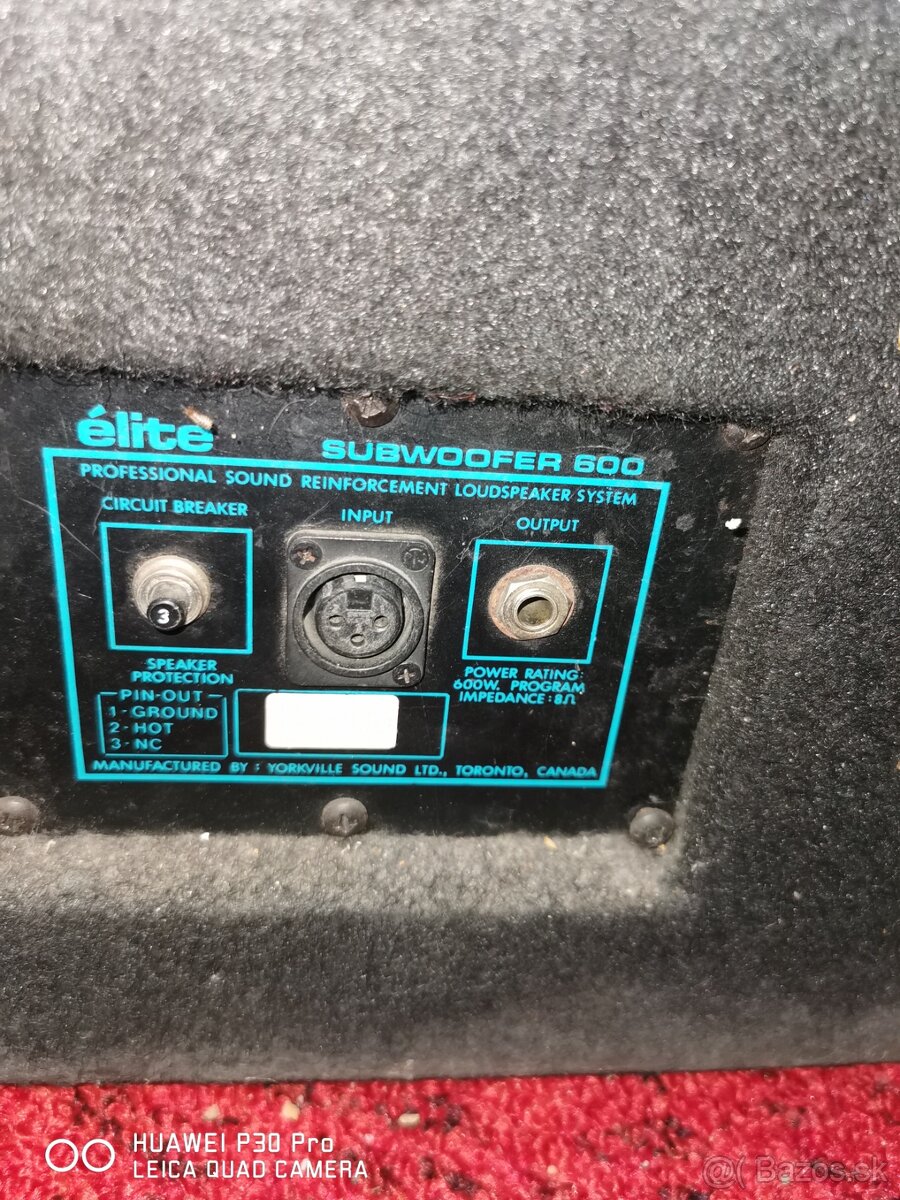 élite
SUBWOOFER 600
PROFESSIONAL SOUND REINFORCEMENT LOUDSPEAKER SYSTEM
CIRCUIT BREAKER
INPUT
OUTPUT
3
SPEAKER
PROTECTION
POWER RATING:
600W. PROGRAM
IMPEDANCE: 8Ω
PIN-OUT
1-GROUND
2-HOT
3-NC
MANUFACTURED BY: YORKVILLE SOUND LTD., TORONTO, CANADA
HUAWEI P30 Pro
LEICA QUAD CAMERA
@ Bazos.sk